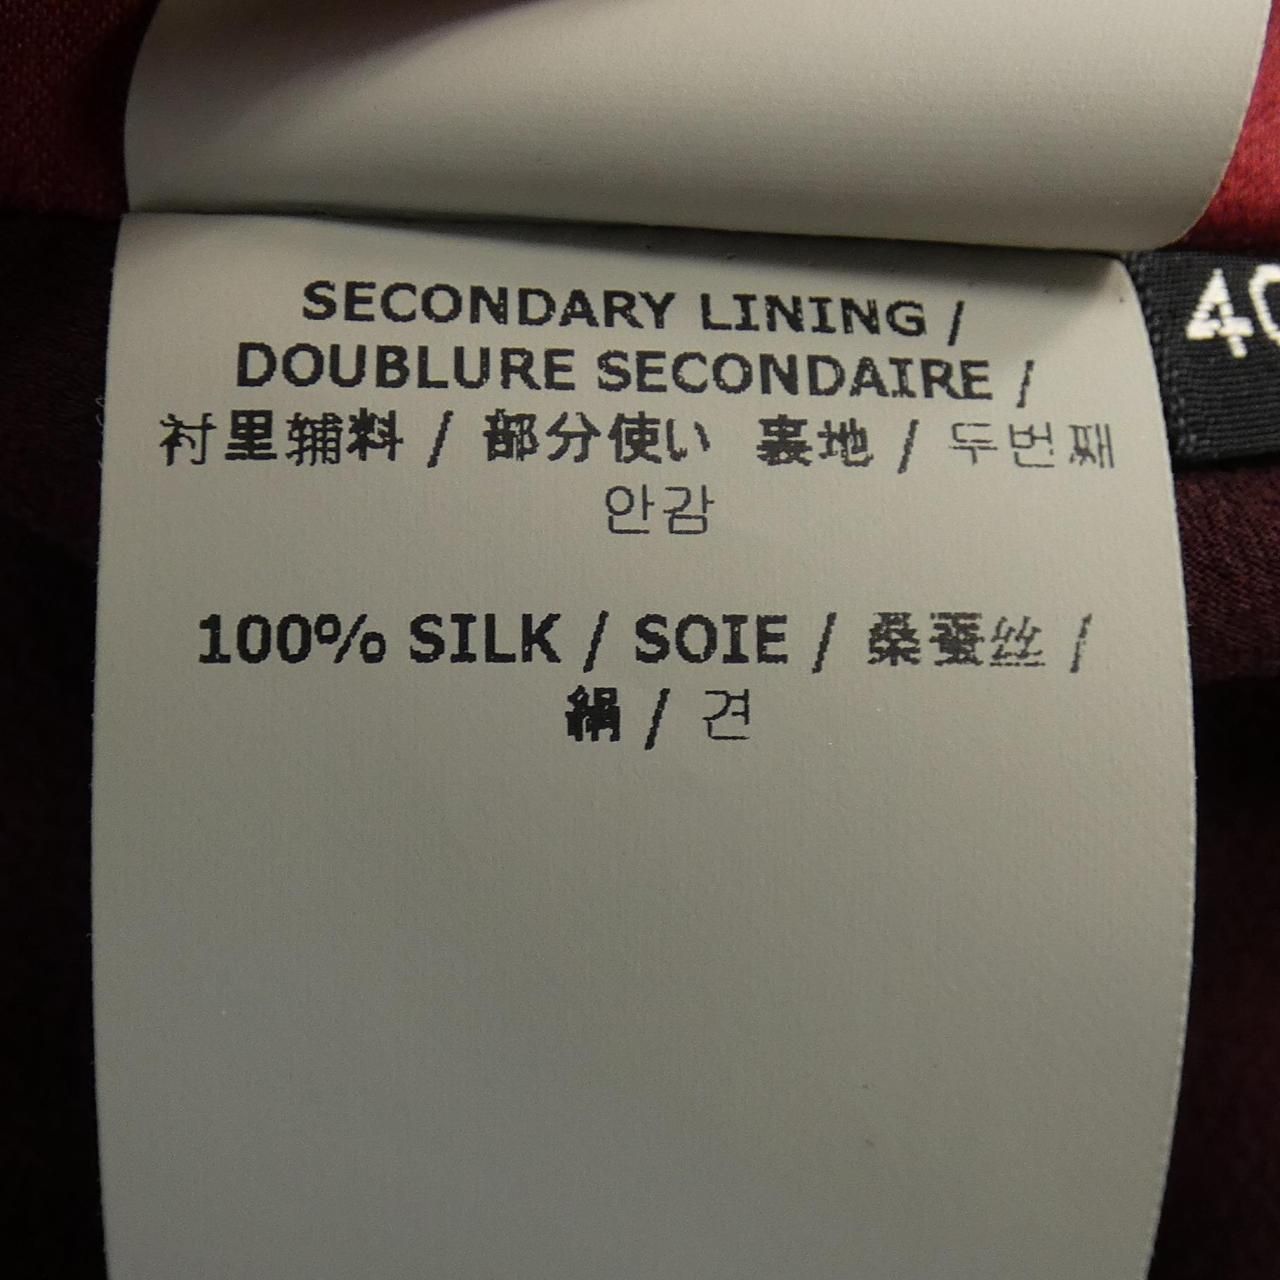 SECONDARY LINING /
DOUBLURE SECONDAIRE /
衬里辅料 / 部分使い 裏地 / 두번째
안감
100% SILK / SOIE / 桑蚕丝 /
絹 / 견
40